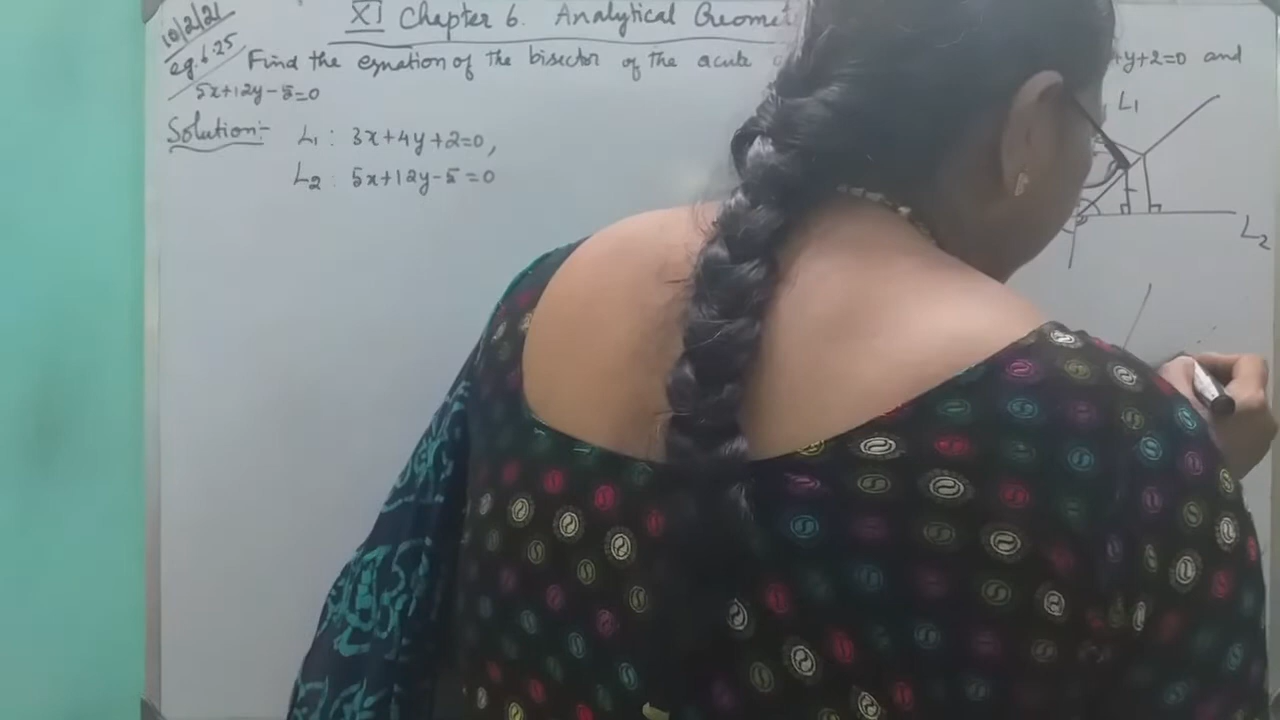 10/2/21
XI Chapter 6. Analytical Geomet
eg.6.25 Find the equation of the bisector of the acute +y+2=0 and
5x+12y-5=0
Solution:- L1 : 3x+4y+2=0,
L2 : 5x+12y-5=0
L1
L2